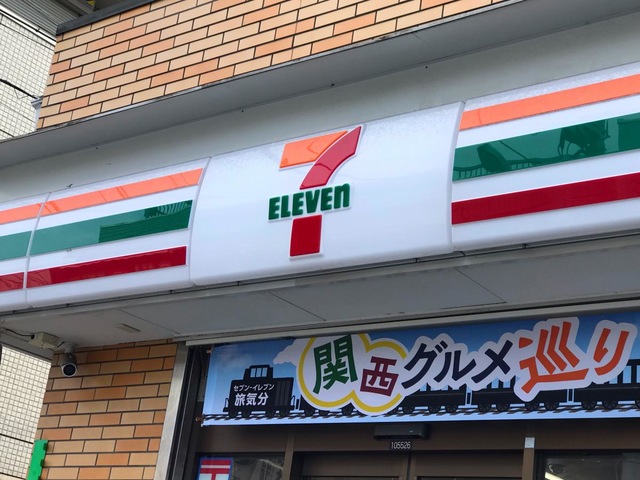 7
ELEVEn
関西グルメ巡り
セブン-イレブン
旅気分
105526